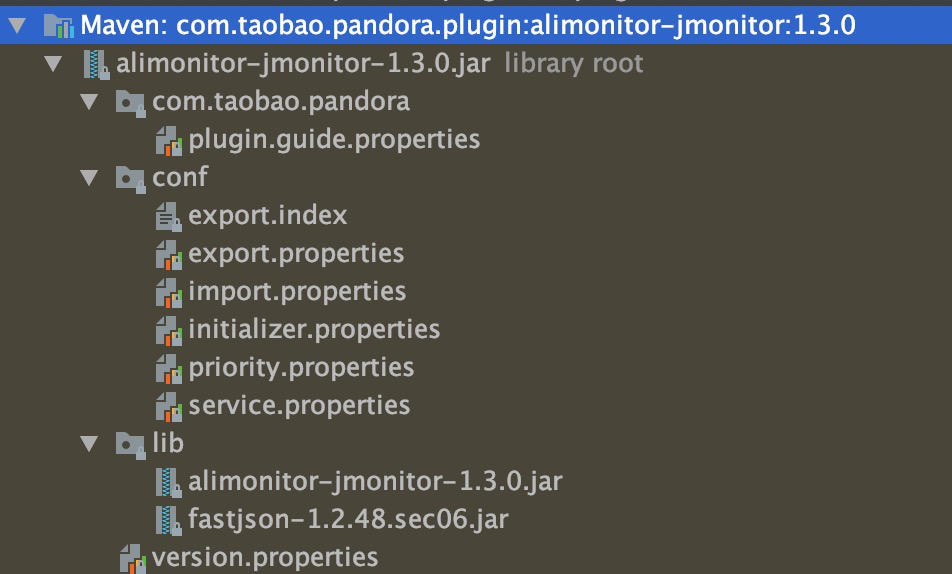 Maven: com.taobao.pandora.plugin:alimonitor-jmonitor:1.3.0
alimonitor-jmonitor-1.3.0.jar library root
com.taobao.pandora
plugin.guide.properties
conf
export.index
export.properties
import.properties
initializer.properties
priority.properties
service.properties
lib
alimonitor-jmonitor-1.3.0.jar
fastjson-1.2.48.sec06.jar
version.properties